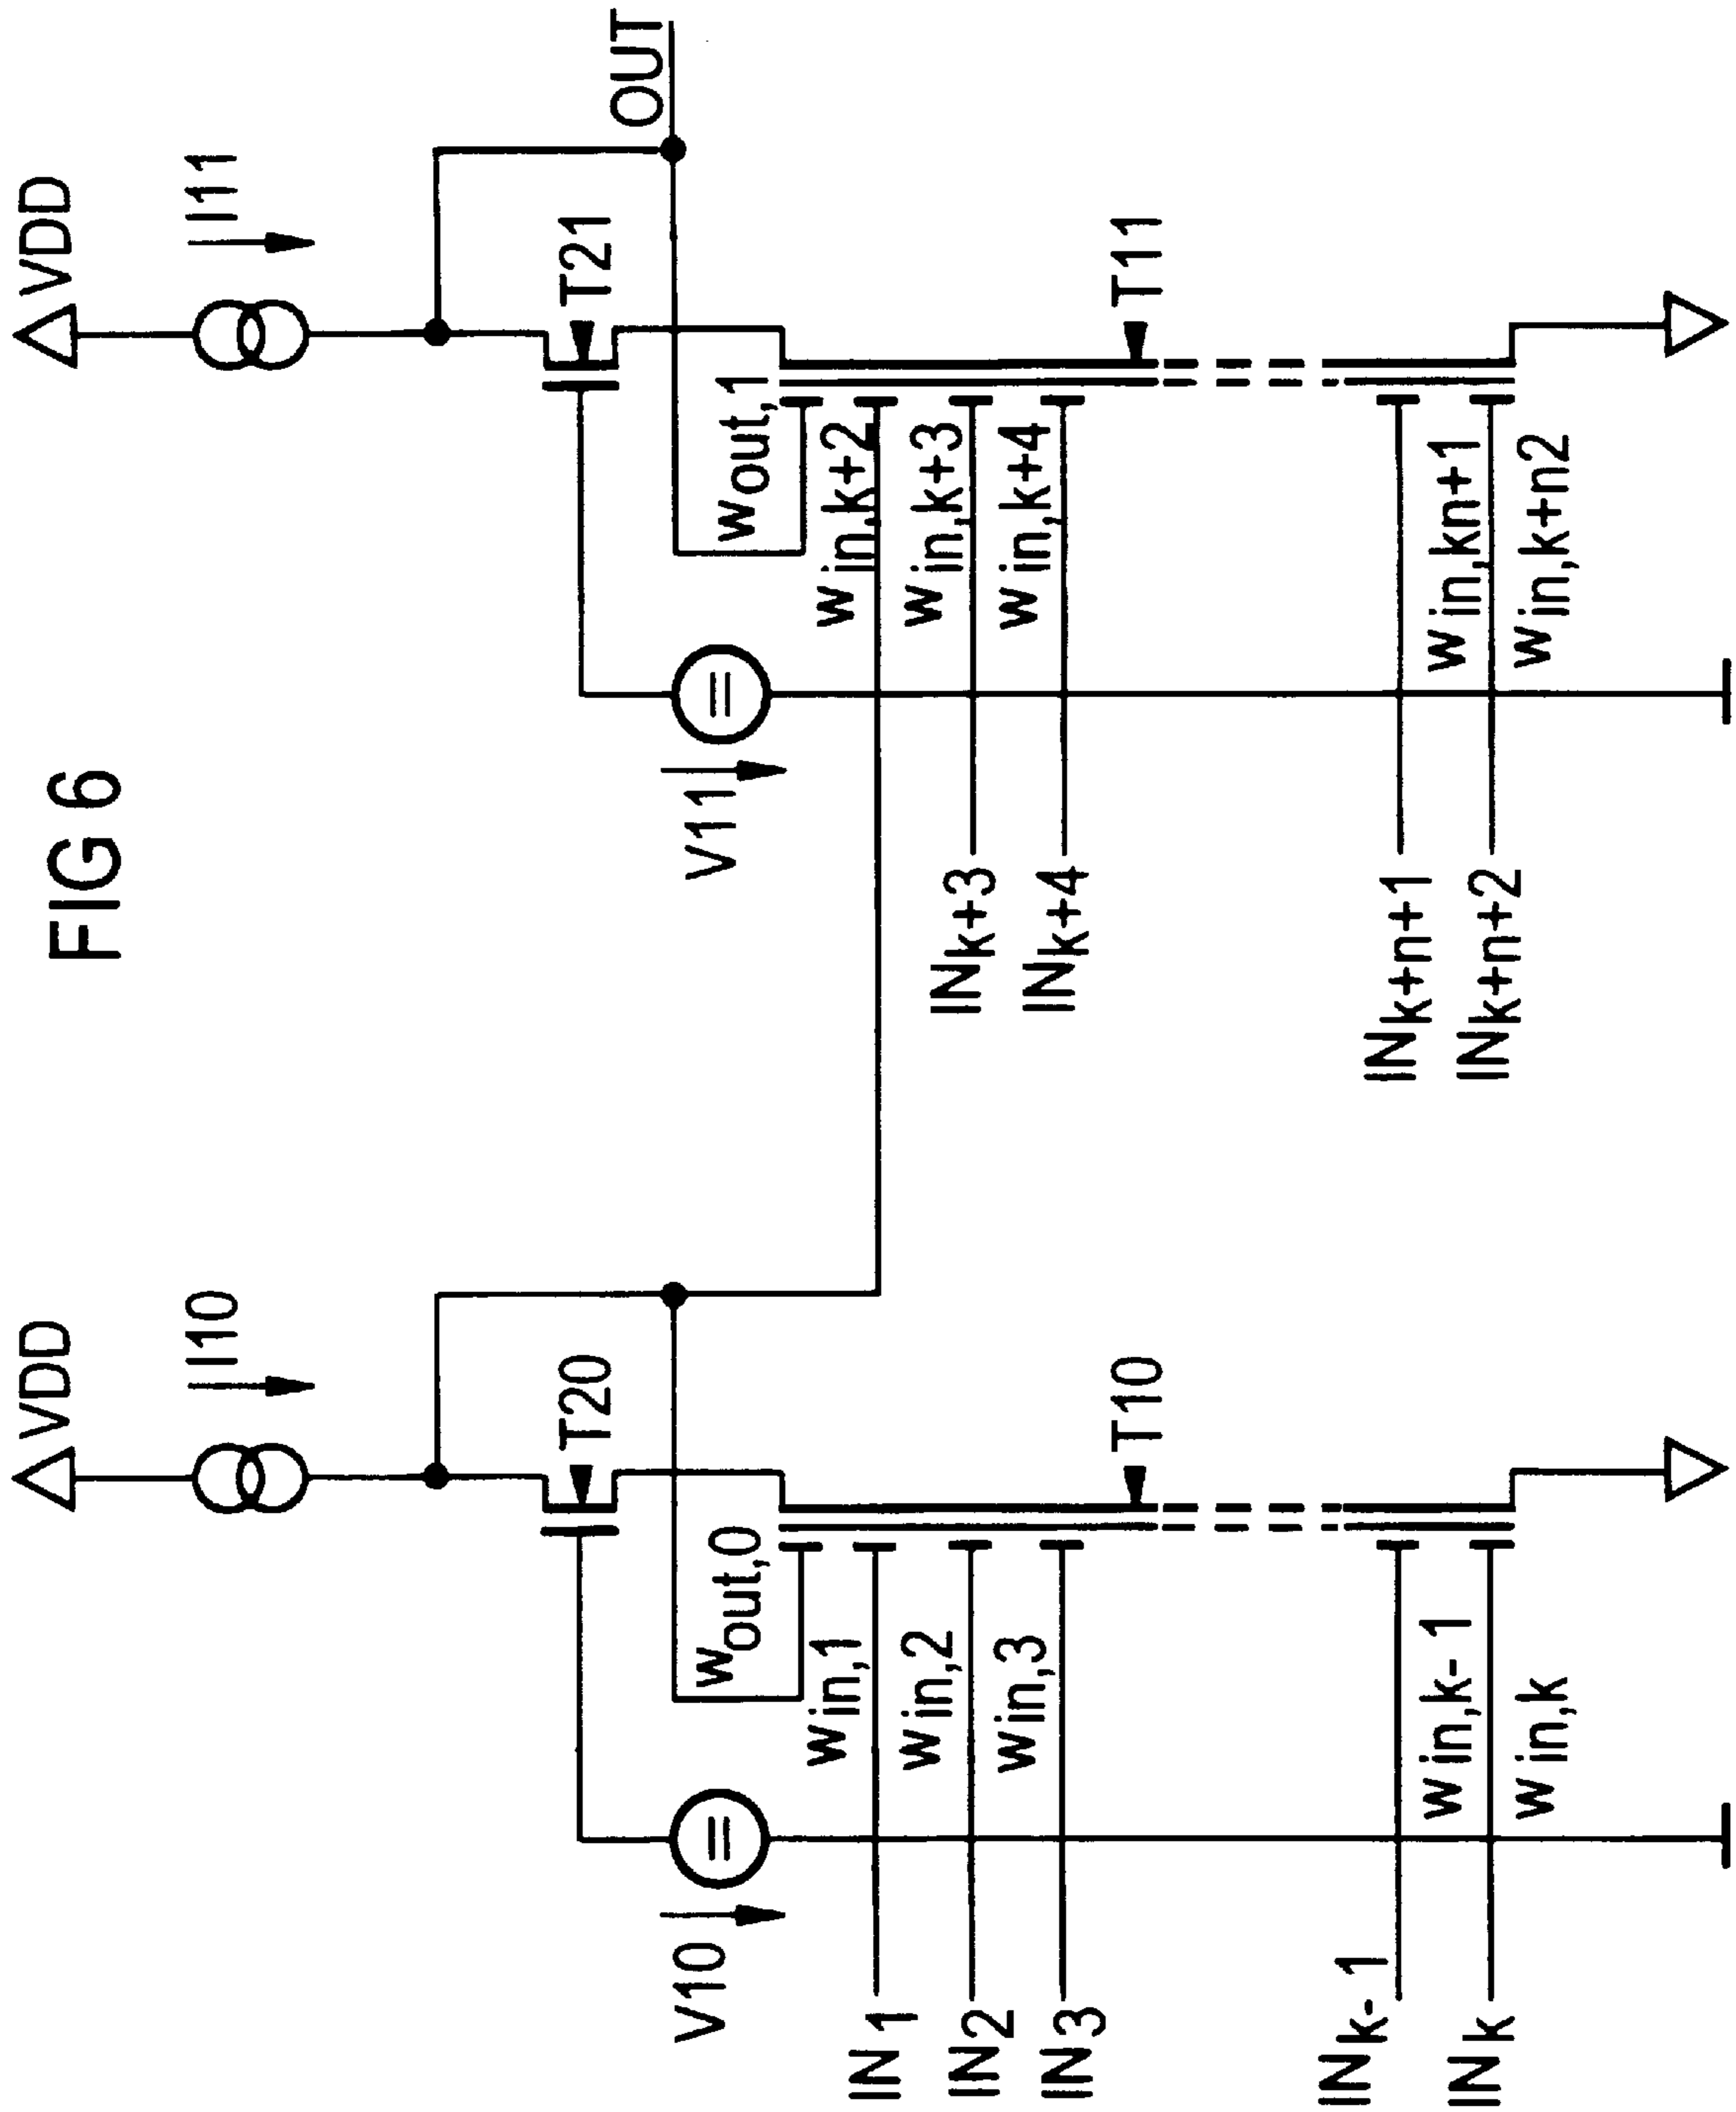 FIG 6
VDD
I10
T20
wout,0
V10
win,1
IN1
win,2
IN2
win,3
IN3
T10
win,k-1
INk-1
win,k
INk
VDD
I11
OUT
T21
wout,1
V11
win,k+2
win,k+3
INk+3
win,k+4
INk+4
T11
win,kn+1
INk+n+1
win,k+n2
INk+n+2